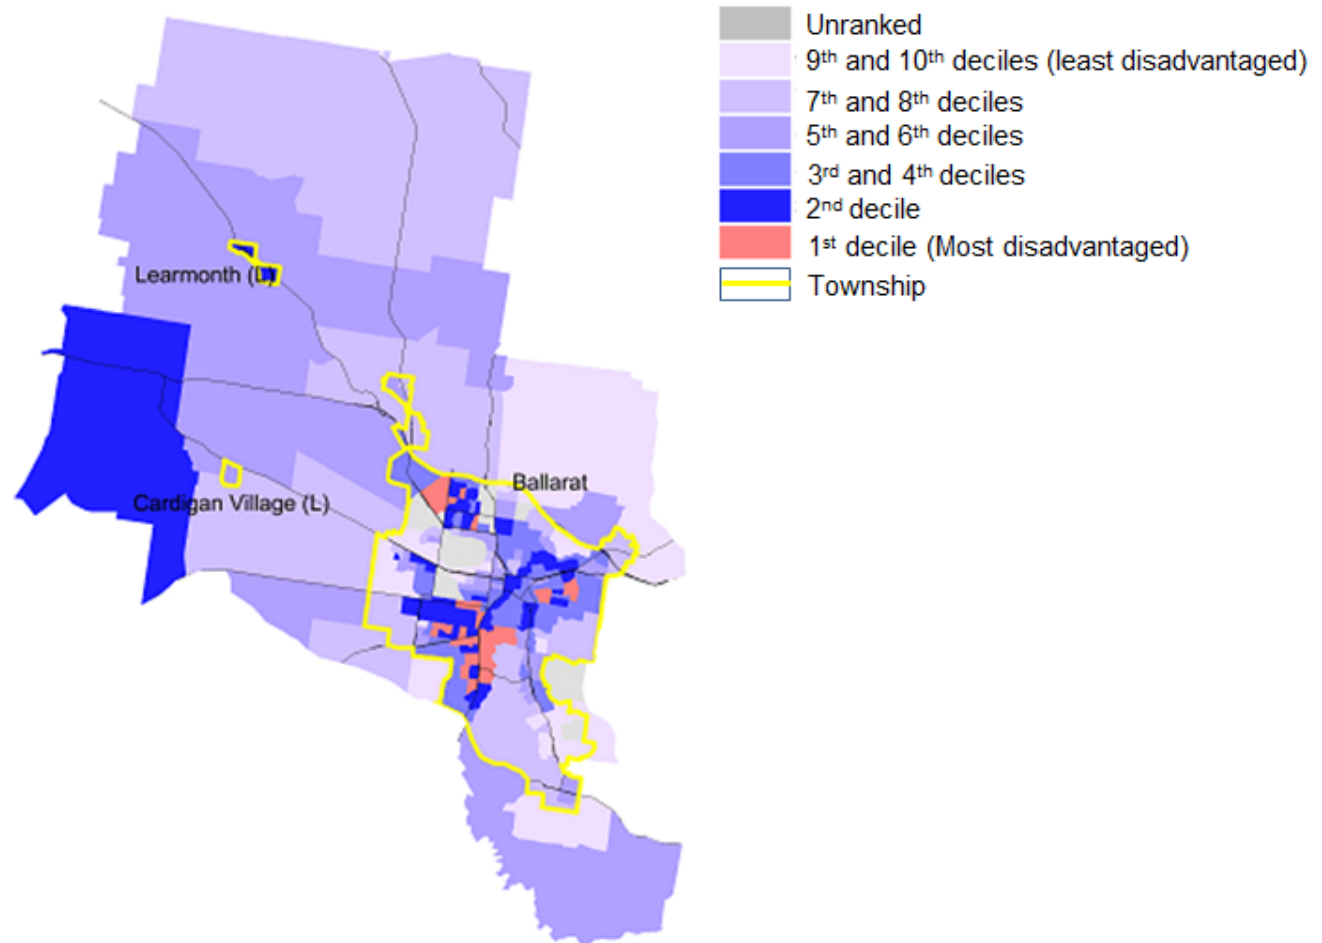 Unranked
9th and 10th deciles (least disadvantaged)
7th and 8th deciles
5th and 6th deciles
3rd and 4th deciles
2nd decile
1st decile (Most disadvantaged)
Township
Learmonth (L)
Ballarat
Cardigan Village (L)